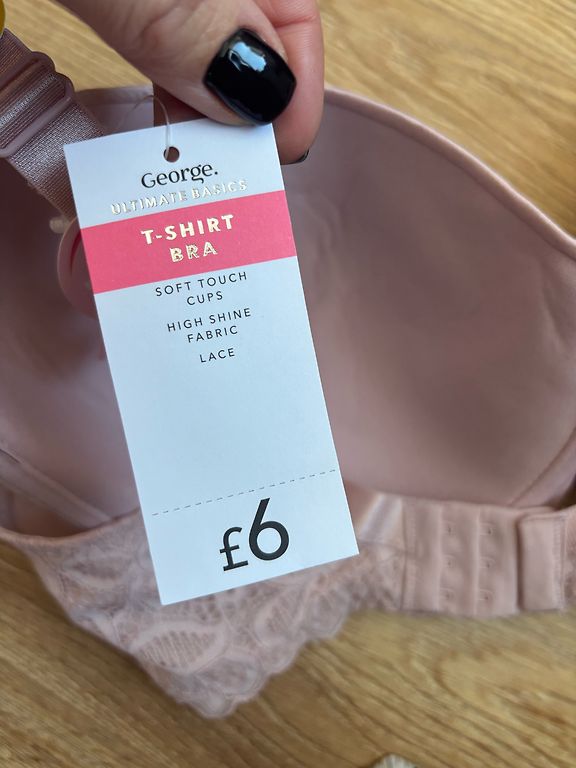 George.
ULTIMATE BASICS
T-SHIRT
BRA
SOFT TOUCH
CUPS
HIGH SHINE
FABRIC
LACE
£6